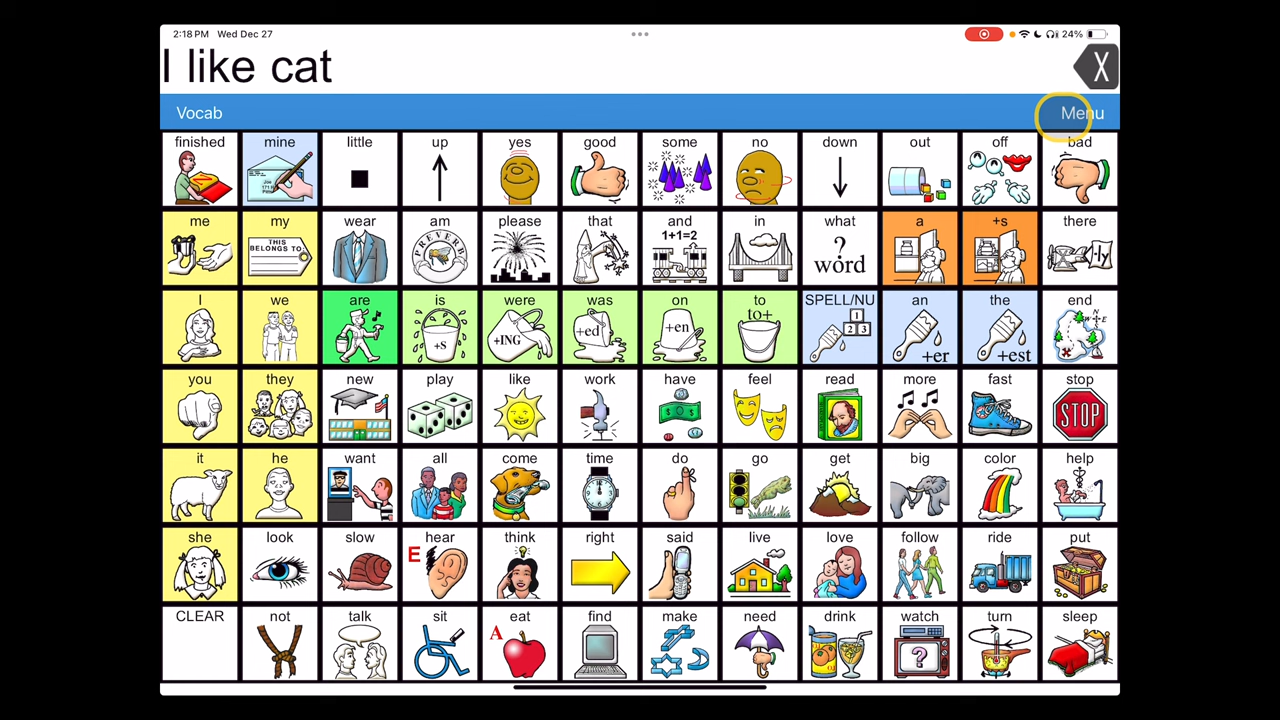 2:18 PM Wed Dec 27
24%
I like cat
X
Vocab
Menu
finished mine little up yes good some no down out off bad
me my wear am please that and in what a +s there
THIS BELONGS TO: PREVERB 1+1=2 ? word -ly
I we are is were was on to SPELL/NU an the end
+s +ING +ed +en to+ 1 2 3 +er +est N W E S X
you they new play like work have feel read more fast stop
STOP
it he want all come time do go get big color help
she look slow hear think right said live love follow ride put
E
CLEAR not talk sit eat find make need drink watch turn sleep
A ?